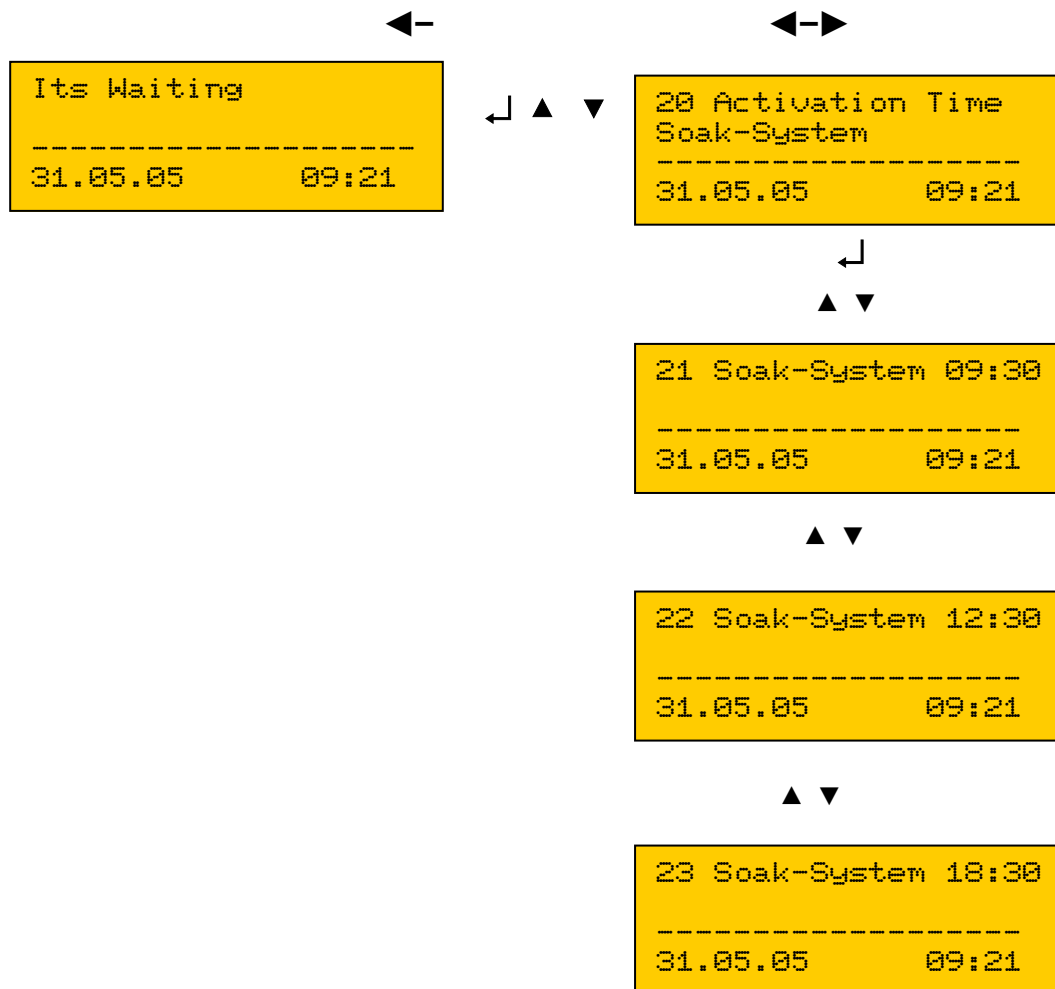 Its Waiting
--------------------
31.05.05 09:21
20 Activation Time
Soak-System
-------------------
31.05.05 09:21
21 Soak-System 09:30
-------------------
31.05.05 09:21
22 Soak-System 12:30
-------------------
31.05.05 09:21
23 Soak-System 18:30
-------------------
31.05.05 09:21